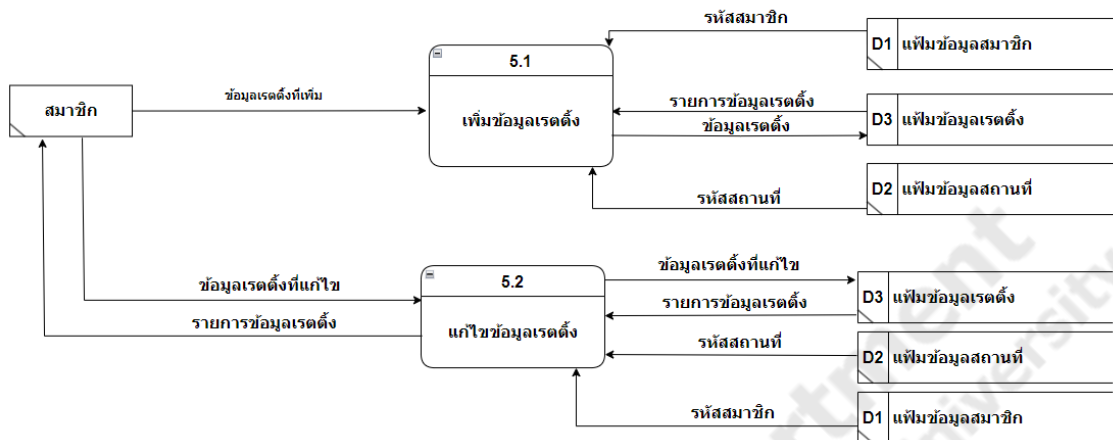 รหัสสมาชิก
D1 แฟ้มข้อมูลสมาชิก
5.1
สมาชิก
ข้อมูลเรตติ้งที่เพิ่ม
เพิ่มข้อมูลเรตติ้ง
รายการข้อมูลเรตติ้ง
ข้อมูลเรตติ้ง
D3 แฟ้มข้อมูลเรตติ้ง
รหัสสถานที่
D2 แฟ้มข้อมูลสถานที่
ข้อมูลเรตติ้งที่แก้ไข
รายการข้อมูลเรตติ้ง
5.2
แก้ไขข้อมูลเรตติ้ง
ข้อมูลเรตติ้งที่แก้ไข
รายการข้อมูลเรตติ้ง
D3 แฟ้มข้อมูลเรตติ้ง
รหัสสถานที่
D2 แฟ้มข้อมูลสถานที่
รหัสสมาชิก
D1 แฟ้มข้อมูลสมาชิก